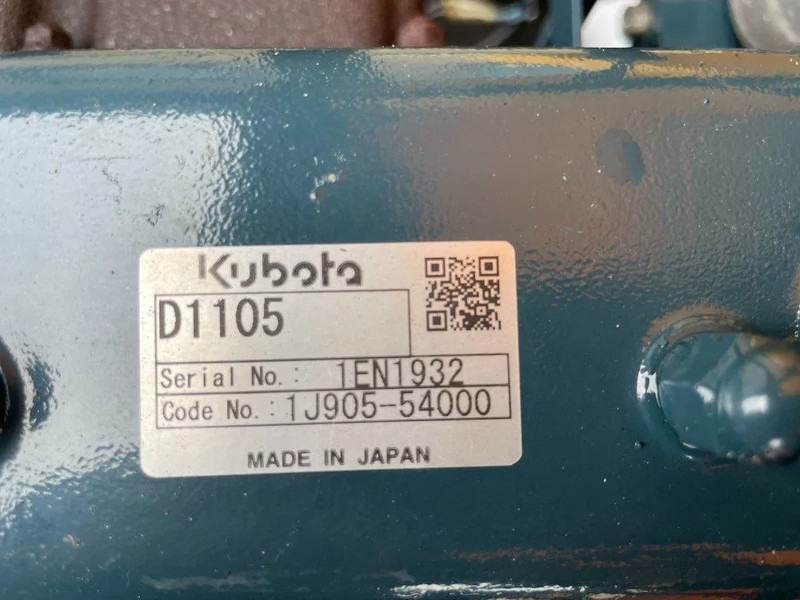 Kubota
D1105
Serial No.: 1EN1932
Code No.: 1J905-54000
MADE IN JAPAN